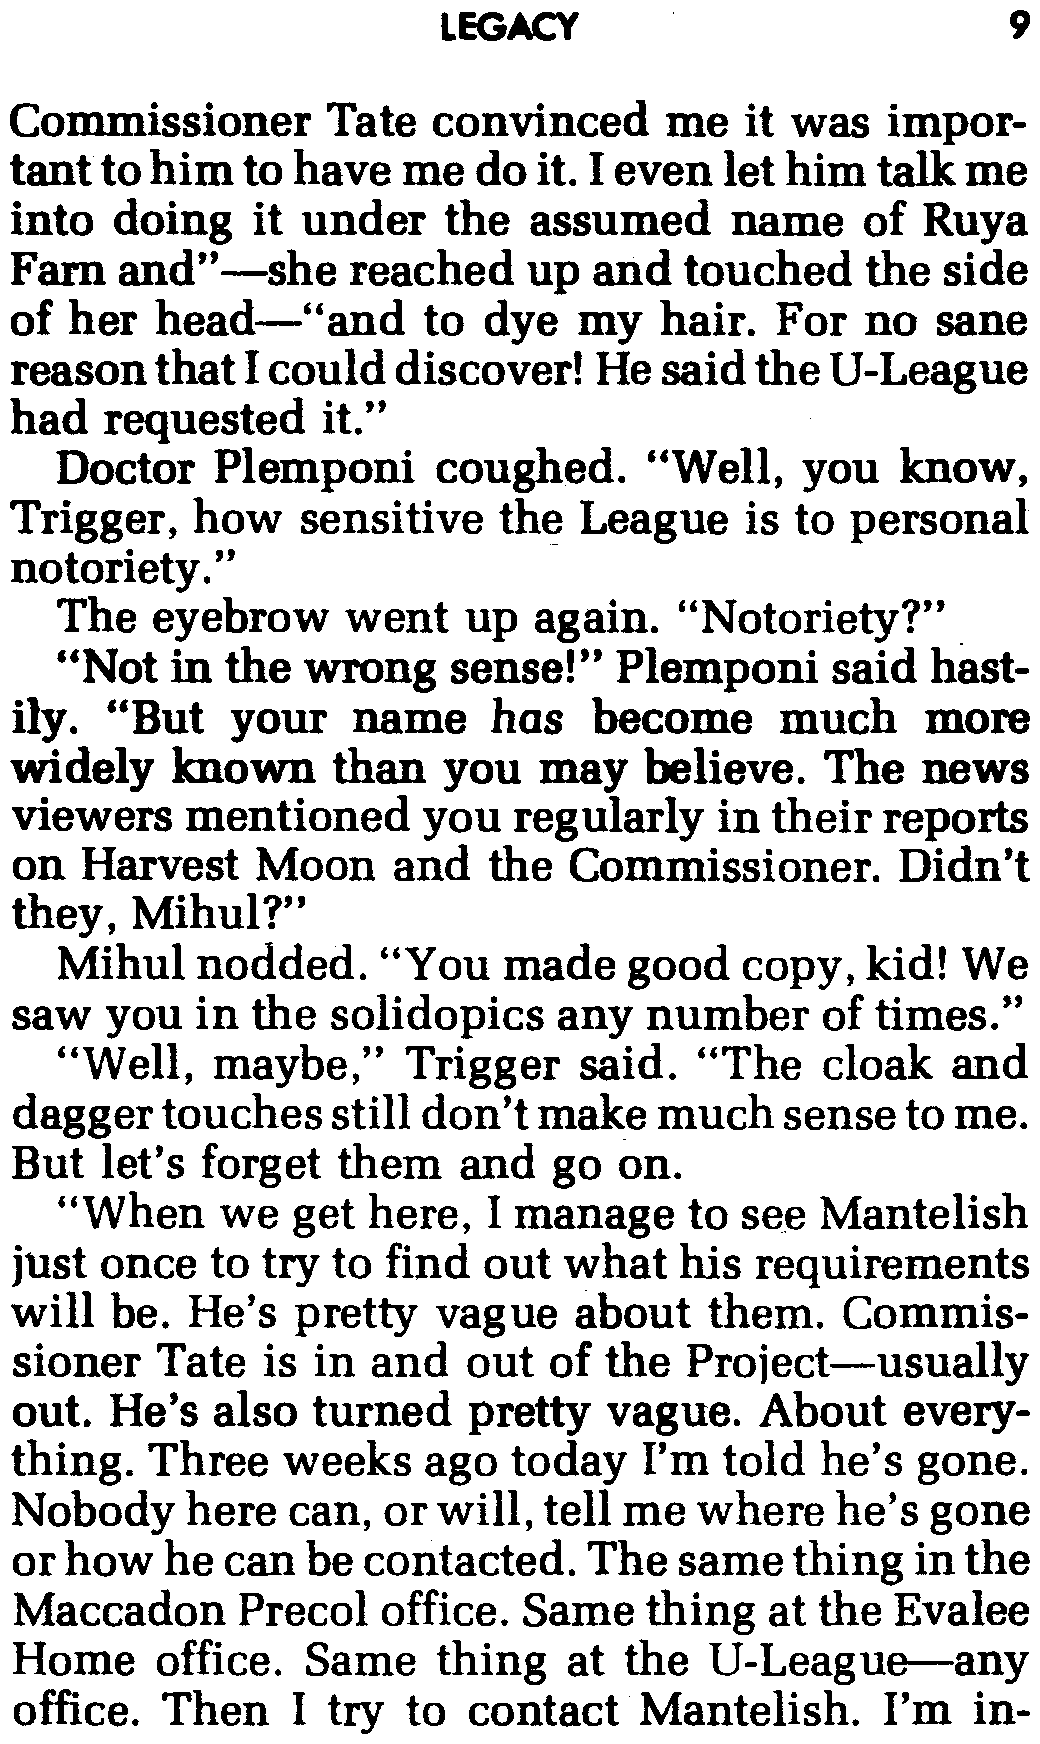 LEGACY 9
Commissioner Tate convinced me it was impor-
tant to him to have me do it. I even let him talk me
into doing it under the assumed name of Ruya
Farn and”—she reached up and touched the side
of her head—“and to dye my hair. For no sane
reason that I could discover! He said the U-League
had requested it.”
Doctor Plemponi coughed. “Well, you know,
Trigger, how sensitive the League is to personal
notoriety.”
The eyebrow went up again. “Notoriety?”
“Not in the wrong sense!” Plemponi said hast-
ily. “But your name has become much more
widely known than you may believe. The news
viewers mentioned you regularly in their reports
on Harvest Moon and the Commissioner. Didn’t
they, Mihul?”
Mihul nodded. “You made good copy, kid! We
saw you in the solidopics any number of times.”
“Well, maybe,” Trigger said. “The cloak and
dagger touches still don’t make much sense to me.
But let’s forget them and go on.
“When we get here, I manage to see Mantelish
just once to try to find out what his requirements
will be. He’s pretty vague about them. Commis-
sioner Tate is in and out of the Project—usually
out. He’s also turned pretty vague. About every-
thing. Three weeks ago today I’m told he’s gone.
Nobody here can, or will, tell me where he’s gone
or how he can be contacted. The same thing in the
Maccadon Precol office. Same thing at the Evalee
Home office. Same thing at the U-League—any
office. Then I try to contact Mantelish. I’m in-